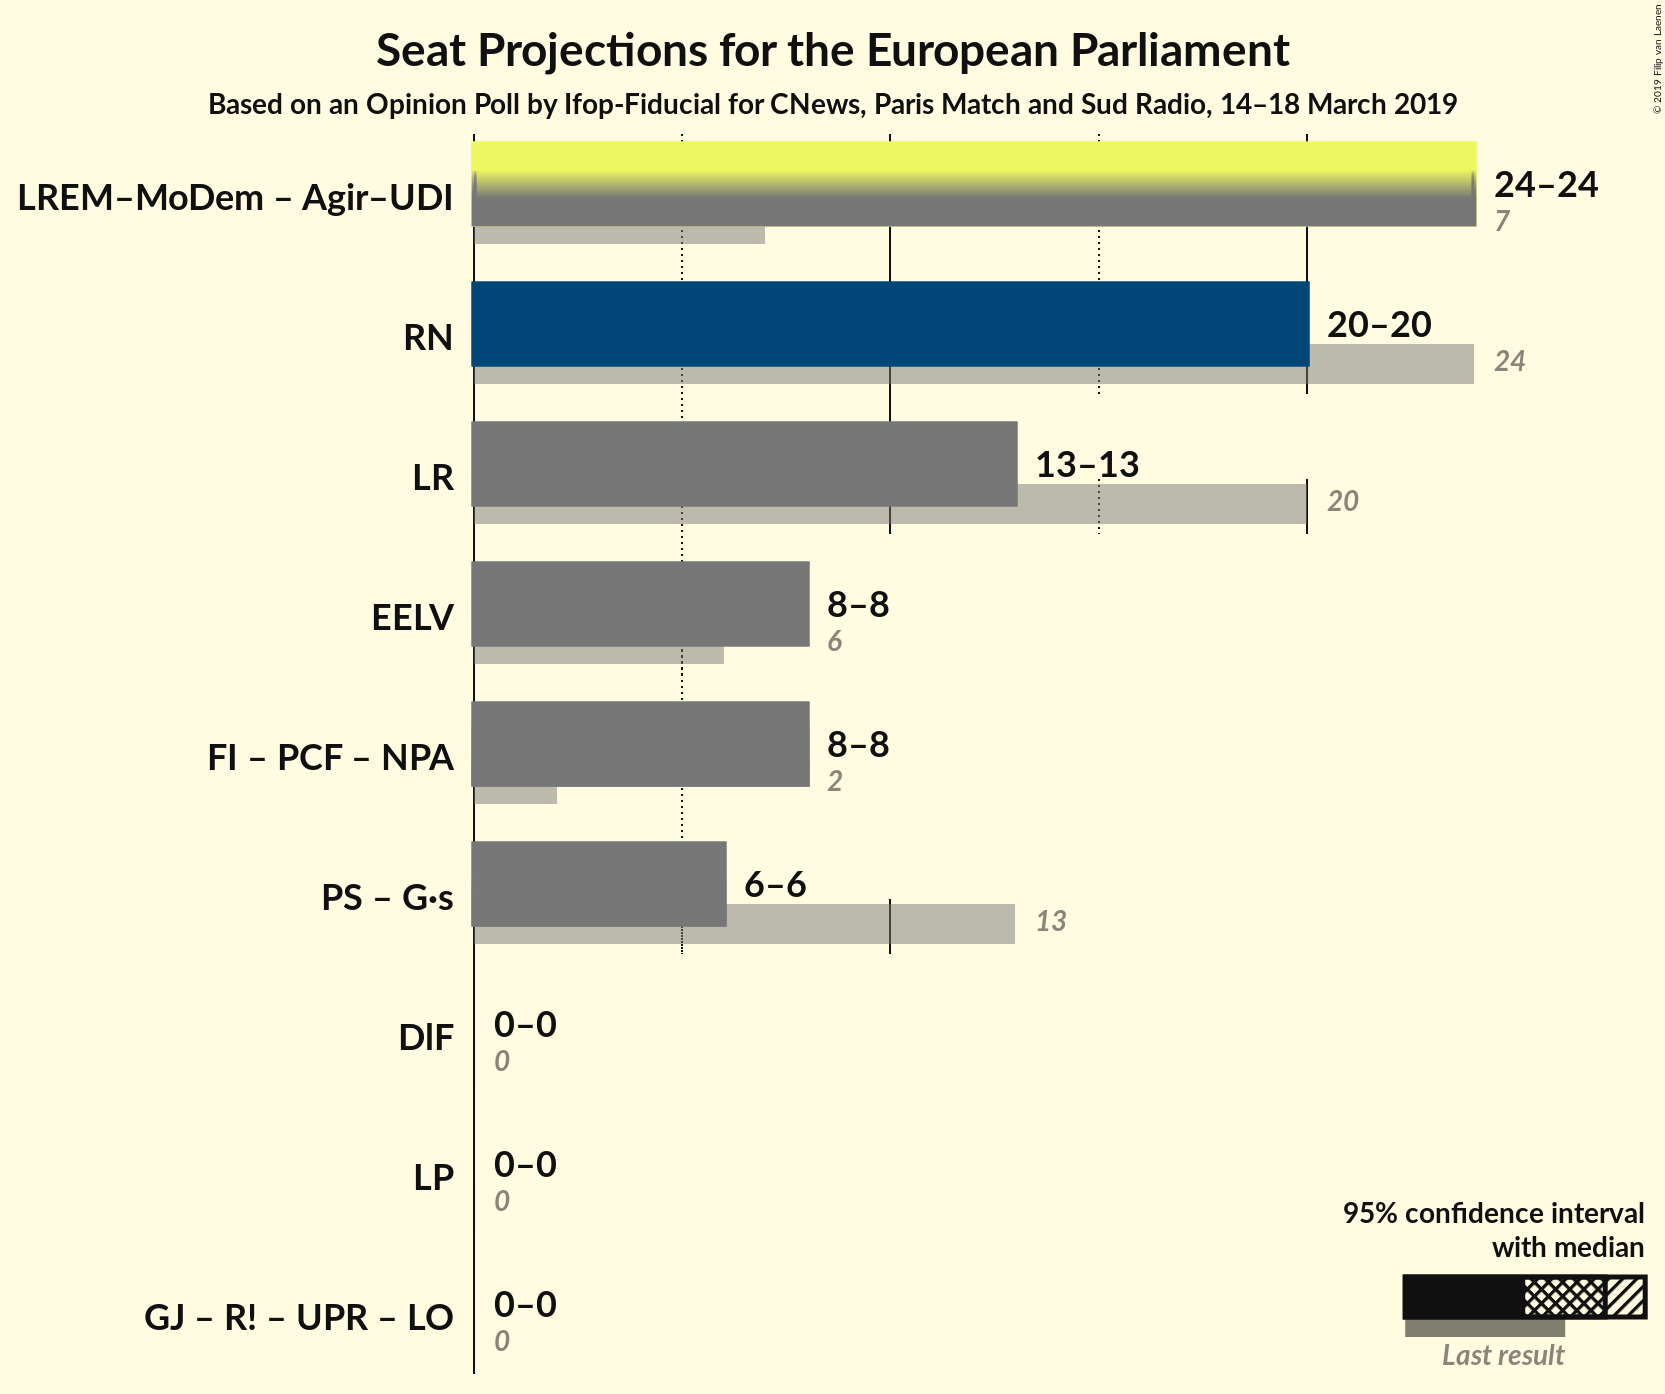 Seat Projections for the European Parliament
Based on an Opinion Poll by Ifop-Fiducial for CNews, Paris Match and Sud Radio, 14–18 March 2019
© 2019 Filip van Laenen
LREM–MoDem – Agir–UDI
24–24
7
RN
20–20
24
LR
13–13
20
EELV
8–8
6
FI – PCF – NPA
8–8
2
PS – G·s
6–6
13
DlF
0–0
0
LP
0–0
0
GJ – R! – UPR – LO
0–0
0
95% confidence interval
with median
Last result